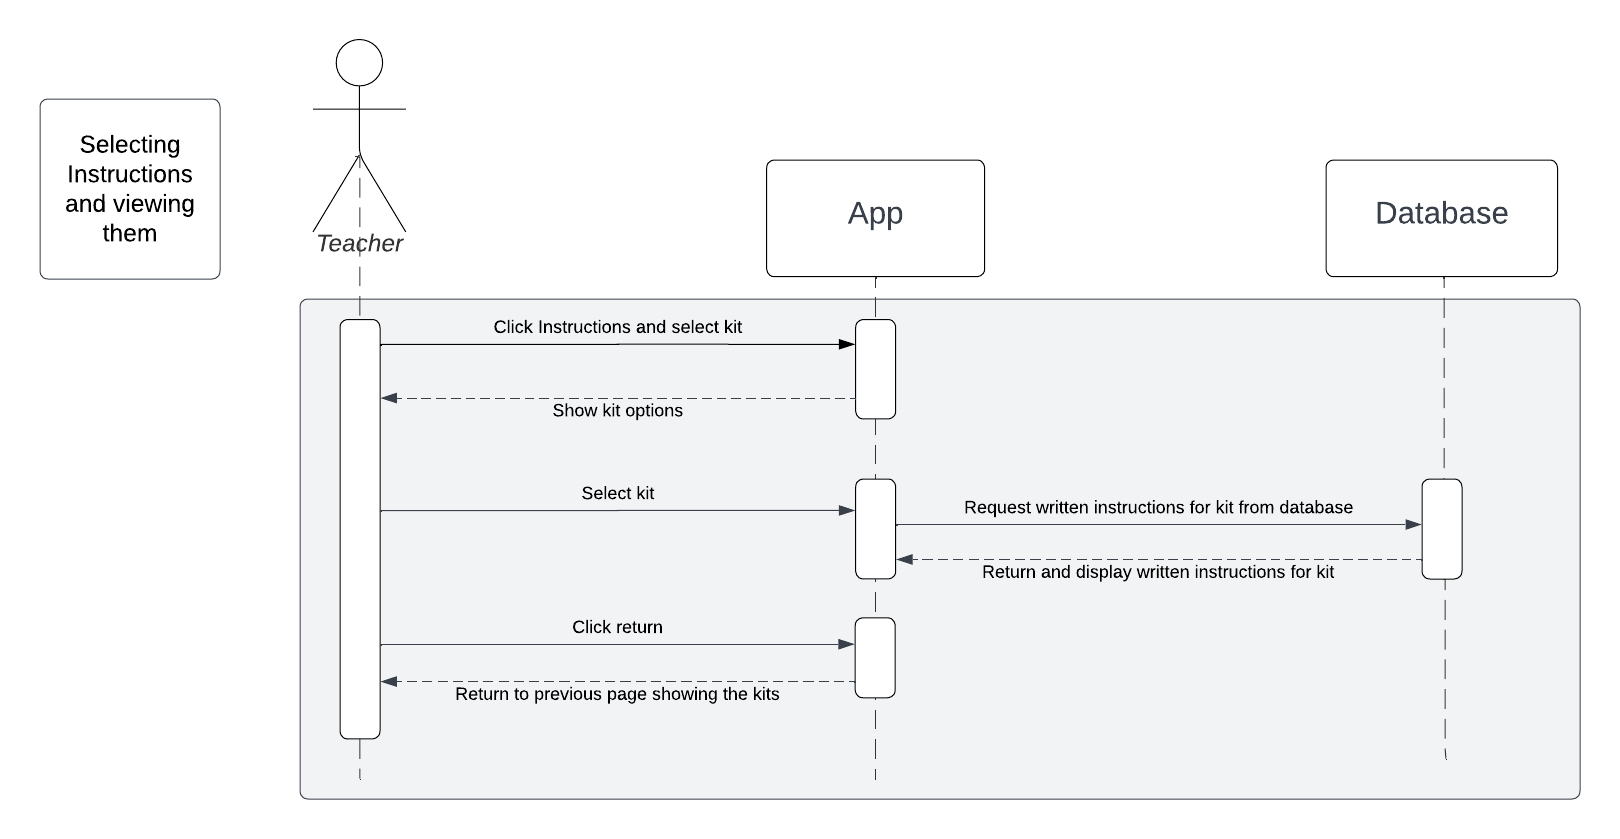 Selecting
Instructions
and viewing
them
Teacher
App
Database
Click Instructions and select kit
Show kit options
Select kit
Request written instructions for kit from database
Return and display written instructions for kit
Click return
Return to previous page showing the kits